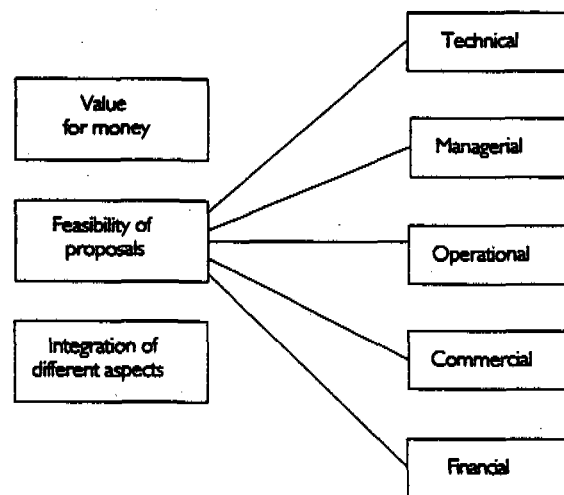 Value
for money
Feasibility of
proposals
Integration of
different aspects
Technical
Managerial
Operational
Commercial
Financial